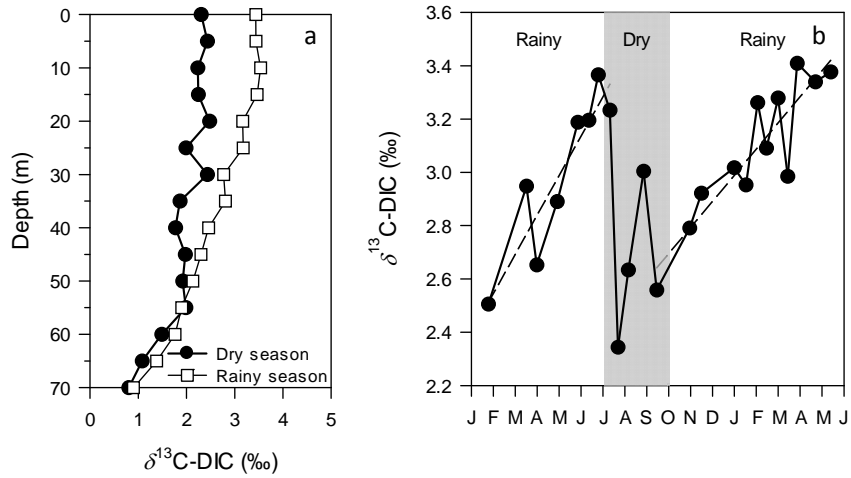 a
0
10
20
30
40
50
60
70
Depth (m)
Dry season
Rainy season
0 1 2 3 4 5
δ¹³C-DIC (‰)
b
Rainy Dry Rainy
3.6
3.4
3.2
3.0
2.8
2.6
2.4
2.2
δ¹³C-DIC (‰)
J F M A M J J A S O N D J F M A M J